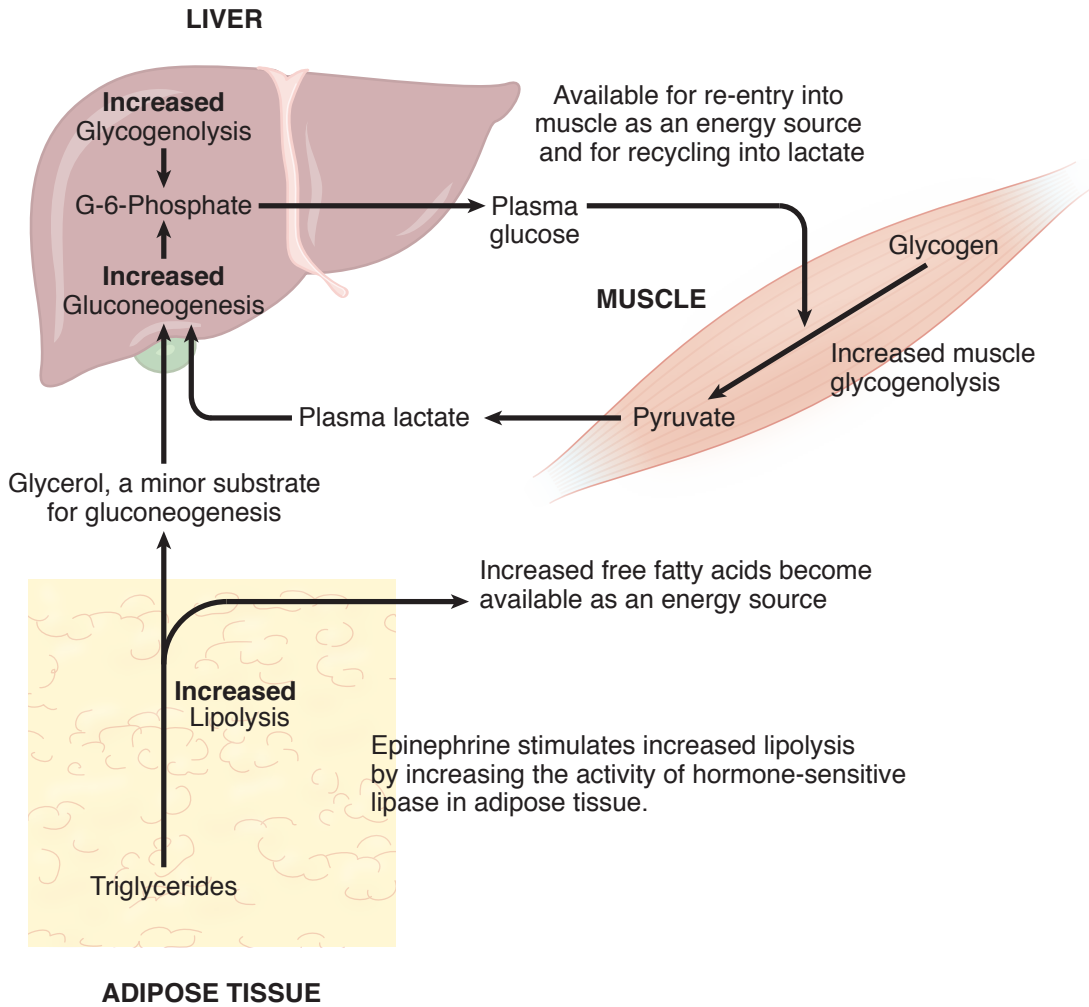 LIVER
Increased
Glycogenolysis
G-6-Phosphate
Increased
Gluconeogenesis
Available for re-entry into
muscle as an energy source
and for recycling into lactate
Plasma
glucose
MUSCLE
Glycogen
Increased muscle
glycogenolysis
Pyruvate
Plasma lactate
Glycerol, a minor substrate
for gluconeogenesis
Increased free fatty acids become
available as an energy source
Increased
Lipolysis
Epinephrine stimulates increased lipolysis
by increasing the activity of hormone-sensitive
lipase in adipose tissue.
Triglycerides
ADIPOSE TISSUE